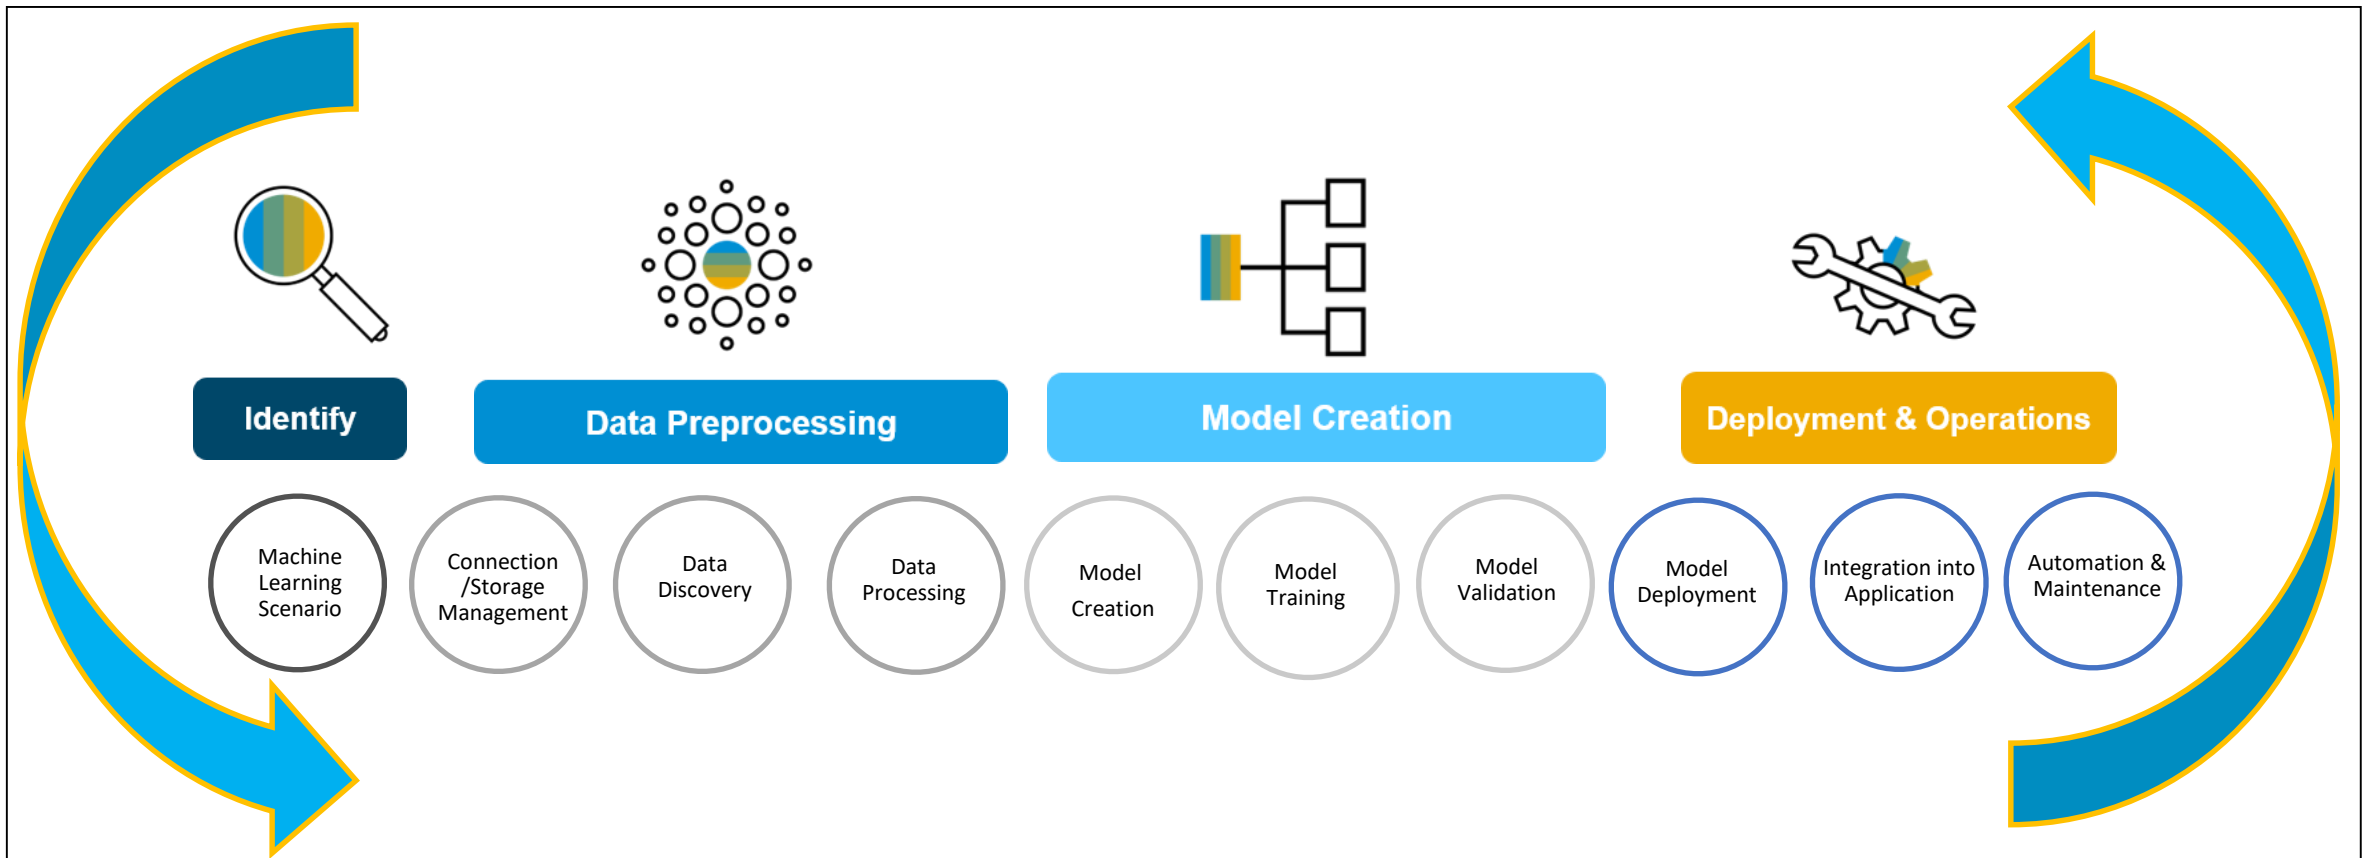 Identify
Data Preprocessing
Model Creation
Deployment & Operations
Machine
Learning
Scenario
Connection
/Storage
Management
Data
Discovery
Data
Processing
Model
Creation
Model
Training
Model
Validation
Model
Deployment
Integration into
Application
Automation &
Maintenance